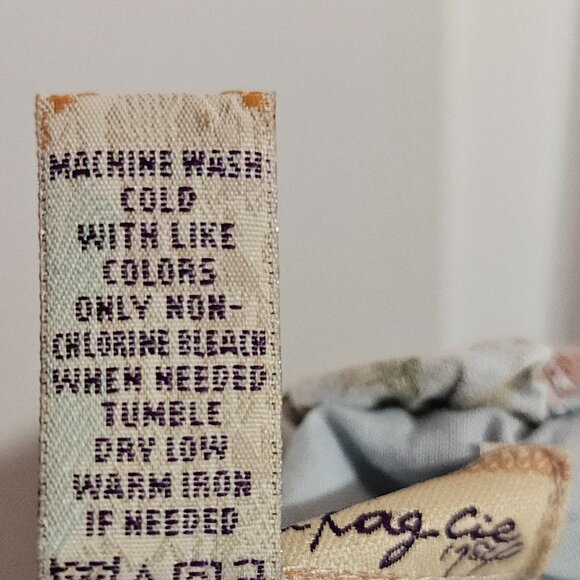 MACHINE WASH
COLD
WITH LIKE
COLORS
ONLY NON-
CHLORINE BLEACH
WHEN NEEDED
TUMBLE
DRY LOW
WARM IRON
IF NEEDED
Cie